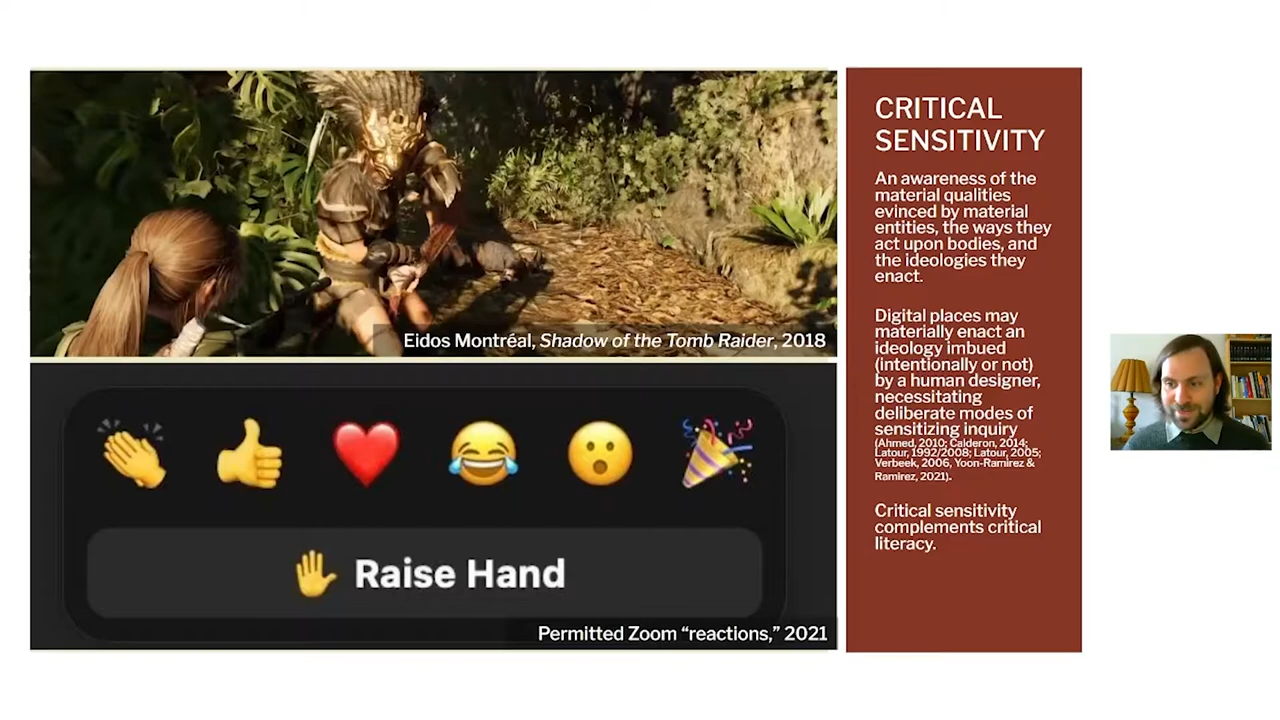 Eidos Montréal, Shadow of the Tomb Raider, 2018
Raise Hand
Permitted Zoom “reactions,” 2021
CRITICAL
SENSITIVITY
An awareness of the
material qualities
evinced by material
entities, the ways they
act upon bodies, and
the ideologies they
enact.
Digital places may
materially enact an
ideology imbued
(intentionally or not)
by a human designer,
necessitating
deliberate modes of
sensitizing inquiry
(Ahmed, 2010; Calderon, 2014;
Latour, 1992/2008; Latour, 2005;
Verbeek, 2006, Yoon-Ramirez &
Ramirez, 2021).
Critical sensitivity
complements critical
literacy.